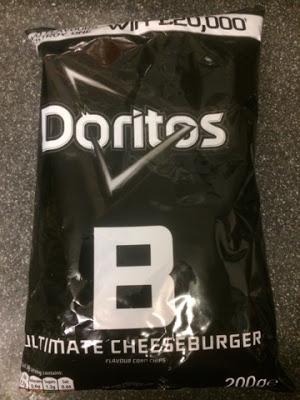 WIN £20,000
Doritos
B
ULTIMATE CHEESEBURGER
FLAVOUR CORN CHIPS
200g℮